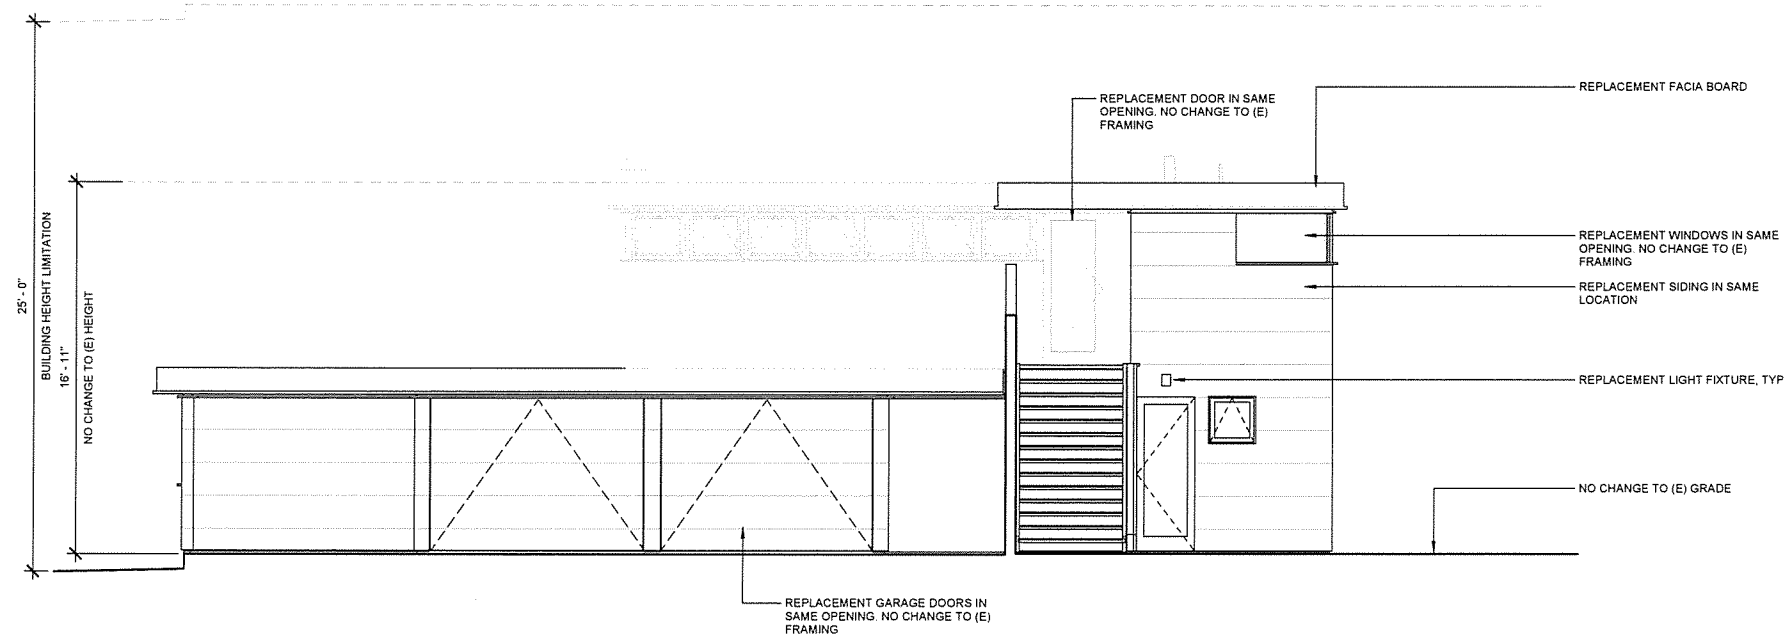 25' - 0"
BUILDING HEIGHT LIMITATION
16' - 11"
NO CHANGE TO (E) HEIGHT
REPLACEMENT DOOR IN SAME
OPENING. NO CHANGE TO (E)
FRAMING
REPLACEMENT FACIA BOARD
REPLACEMENT WINDOWS IN SAME
OPENING. NO CHANGE TO (E)
FRAMING
REPLACEMENT SIDING IN SAME
LOCATION
REPLACEMENT LIGHT FIXTURE, TYP
NO CHANGE TO (E) GRADE
REPLACEMENT GARAGE DOORS IN
SAME OPENING. NO CHANGE TO (E)
FRAMING